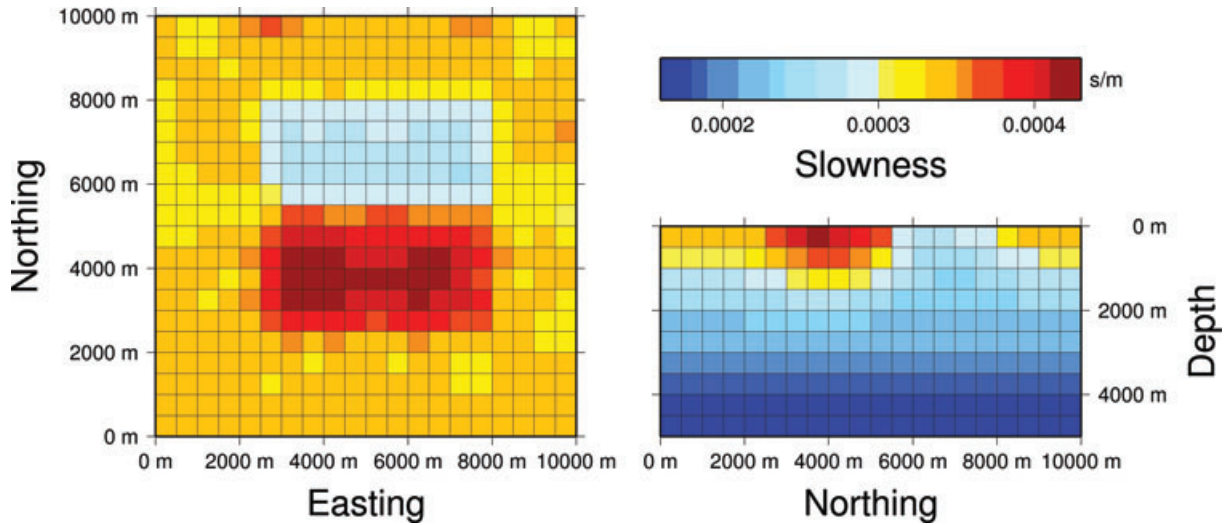 10000 m
8000 m
6000 m
4000 m
2000 m
0 m
Northing
0 m 2000 m 4000 m 6000 m 8000 m 10000 m
Easting
s/m
0.0002 0.0003 0.0004
Slowness
0 m
2000 m
4000 m
Depth
0 m 2000 m 4000 m 6000 m 8000 m 10000 m
Northing